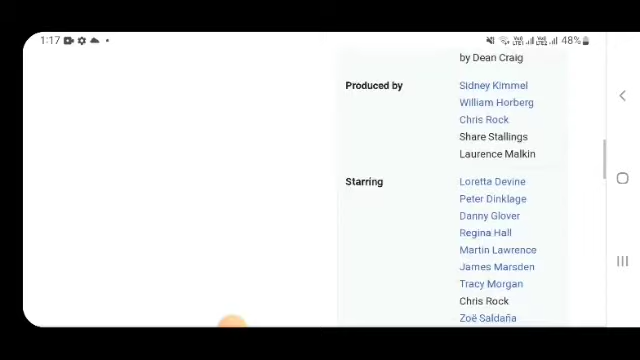 1:17
48%
by Dean Craig
Produced by
Sidney Kimmel
William Horberg
Chris Rock
Share Stallings
Laurence Malkin
Starring
Loretta Devine
Peter Dinklage
Danny Glover
Regina Hall
Martin Lawrence
James Marsden
Tracy Morgan
Chris Rock
Zoë Saldaña